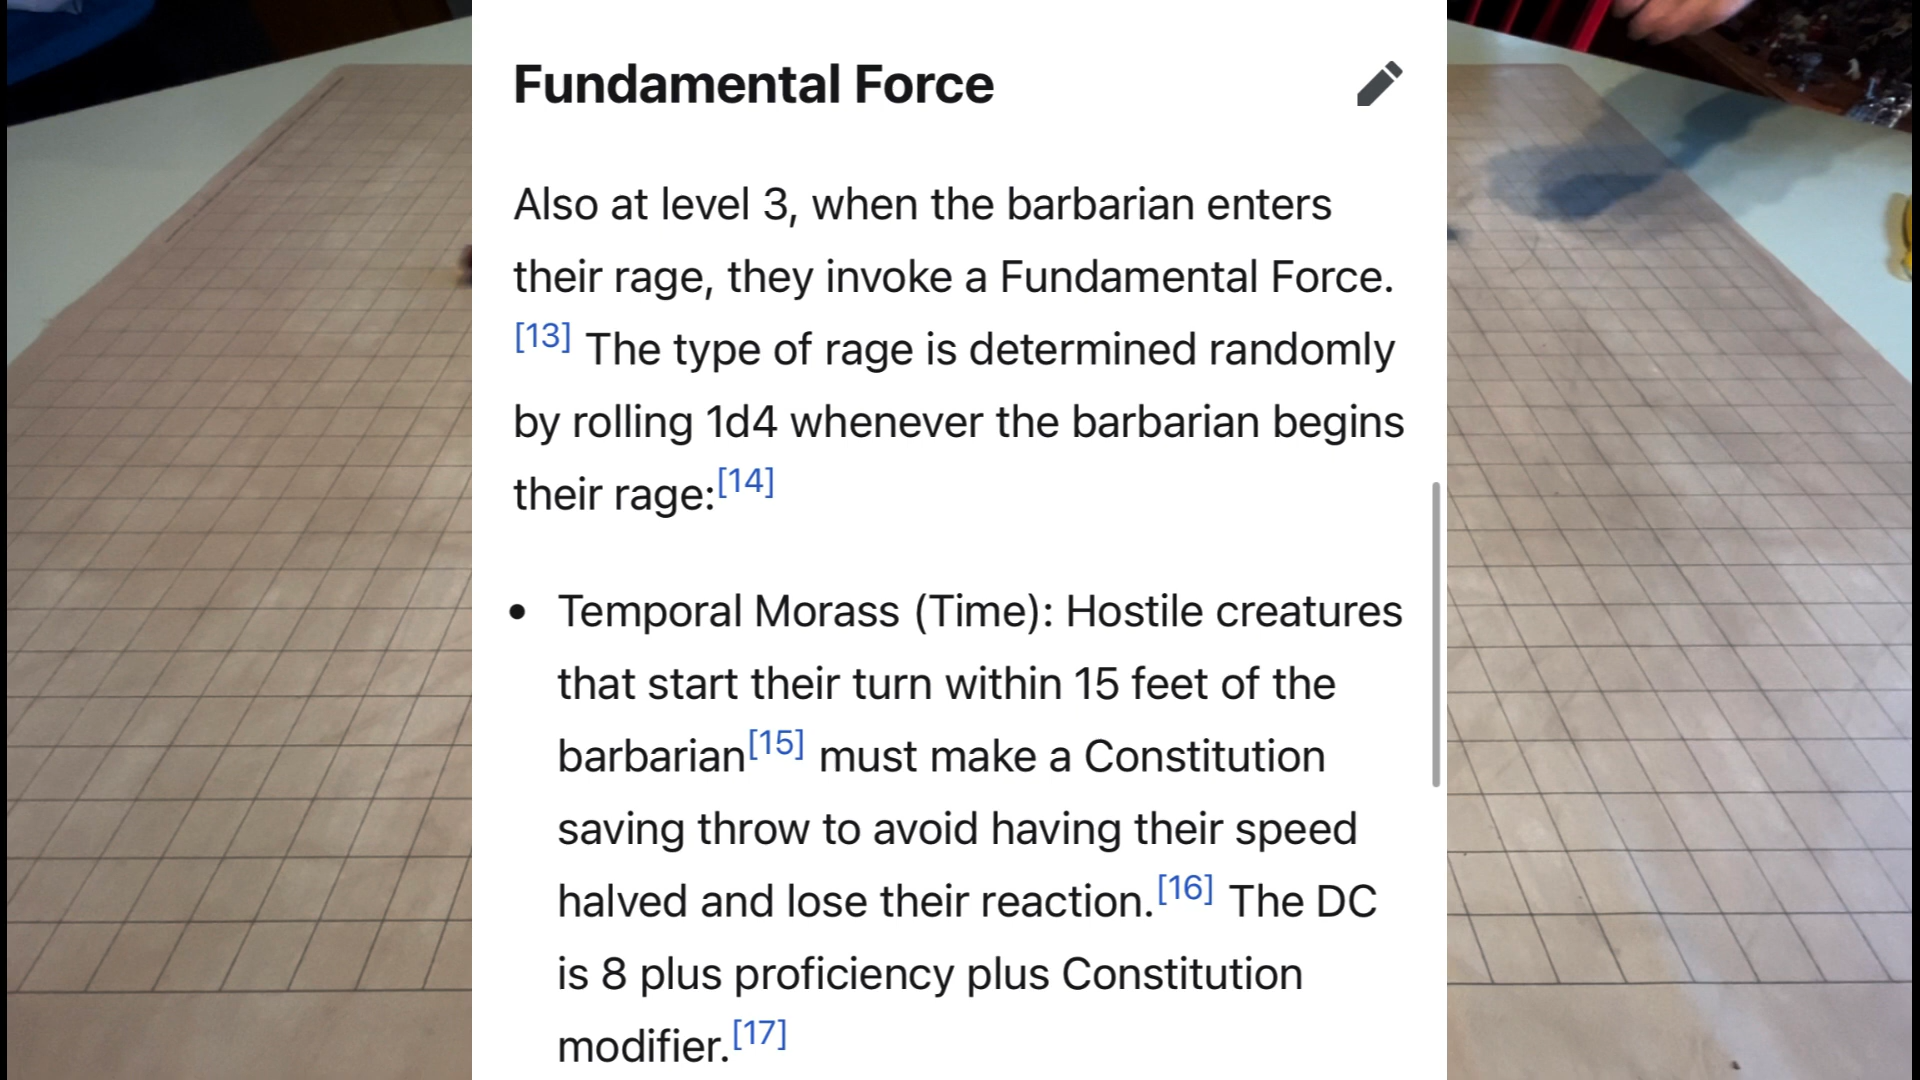 Fundamental Force
Also at level 3, when the barbarian enters
their rage, they invoke a Fundamental Force.
[13] The type of rage is determined randomly
by rolling 1d4 whenever the barbarian begins
their rage:[14]
• Temporal Morass (Time): Hostile creatures
that start their turn within 15 feet of the
barbarian[15] must make a Constitution
saving throw to avoid having their speed
halved and lose their reaction.[16] The DC
is 8 plus proficiency plus Constitution
modifier.[17]